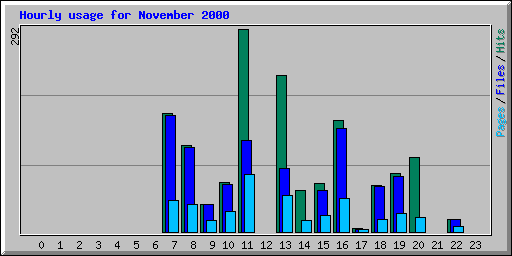 Hourly usage for November 2000
292
Pages / Files / Hits
0 1 2 3 4 5 6 7 8 9 10 11 12 13 14 15 16 17 18 19 20 21 22 23